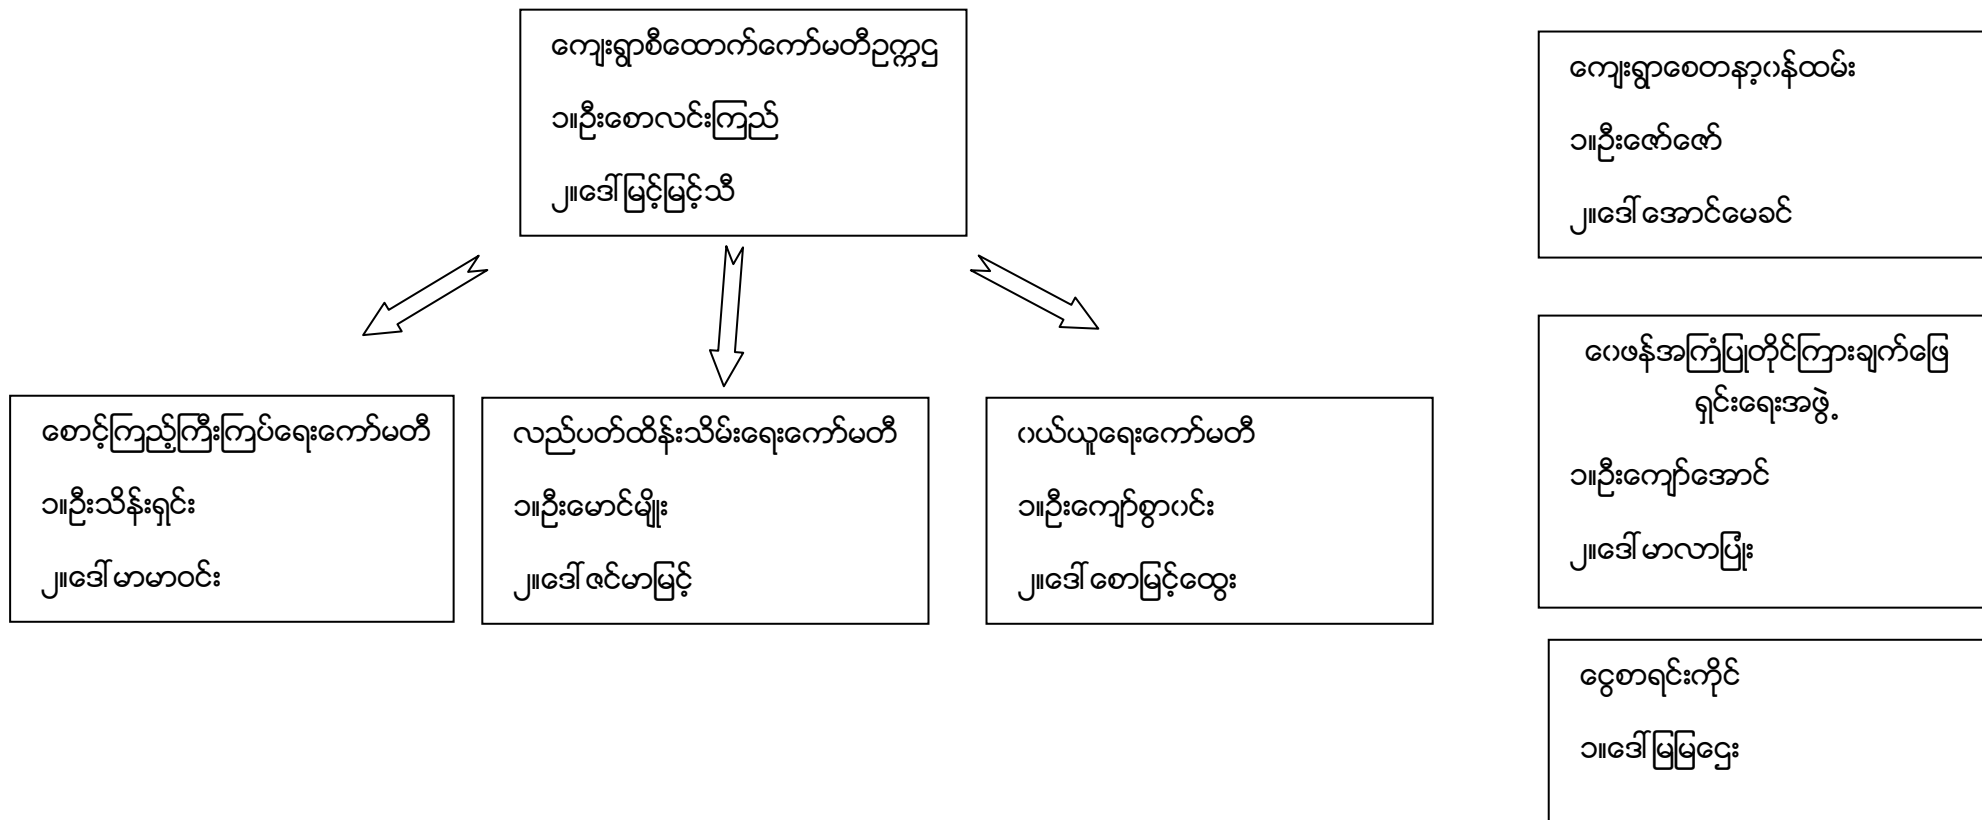 ကျေးရွာစီထောက်ကော်မတီဥက္ကဌ
၁။ဦးစောလင်းကြည်
၂။ဒေါ်မြင့်မြင့်သီ
စောင့်ကြည့်ကြီးကြပ်ရေးကော်မတီ
၁။ဦးသိန်းရှင်း
၂။ဒေါ်မာမာဝင်း
လည်ပတ်ထိန်းသိမ်းရေးကော်မတီ
၁။ဦးမောင်မျိုး
၂။ဒေါ်ဇင်မာမြင့်
ဝယ်ယူရေးကော်မတီ
၁။ဦးကျော်စွာဝင်း
၂။ဒေါ်စောမြင့်ထွေး
ကျေးရွာစေတနာ့ဝန်ထမ်း
၁။ဦးဇော်ဇော်
၂။ဒေါ်အောင်မေခင်
ဝေဖန်အကြံပြုတိုင်ကြားချက်ဖြေ
ရှင်းရေးအဖွဲ့
၁။ဦးကျော်အောင်
၂။ဒေါ်မာလာပြုံး
ငွေစာရင်းကိုင်
၁။ဒေါ်မြမြဌေး